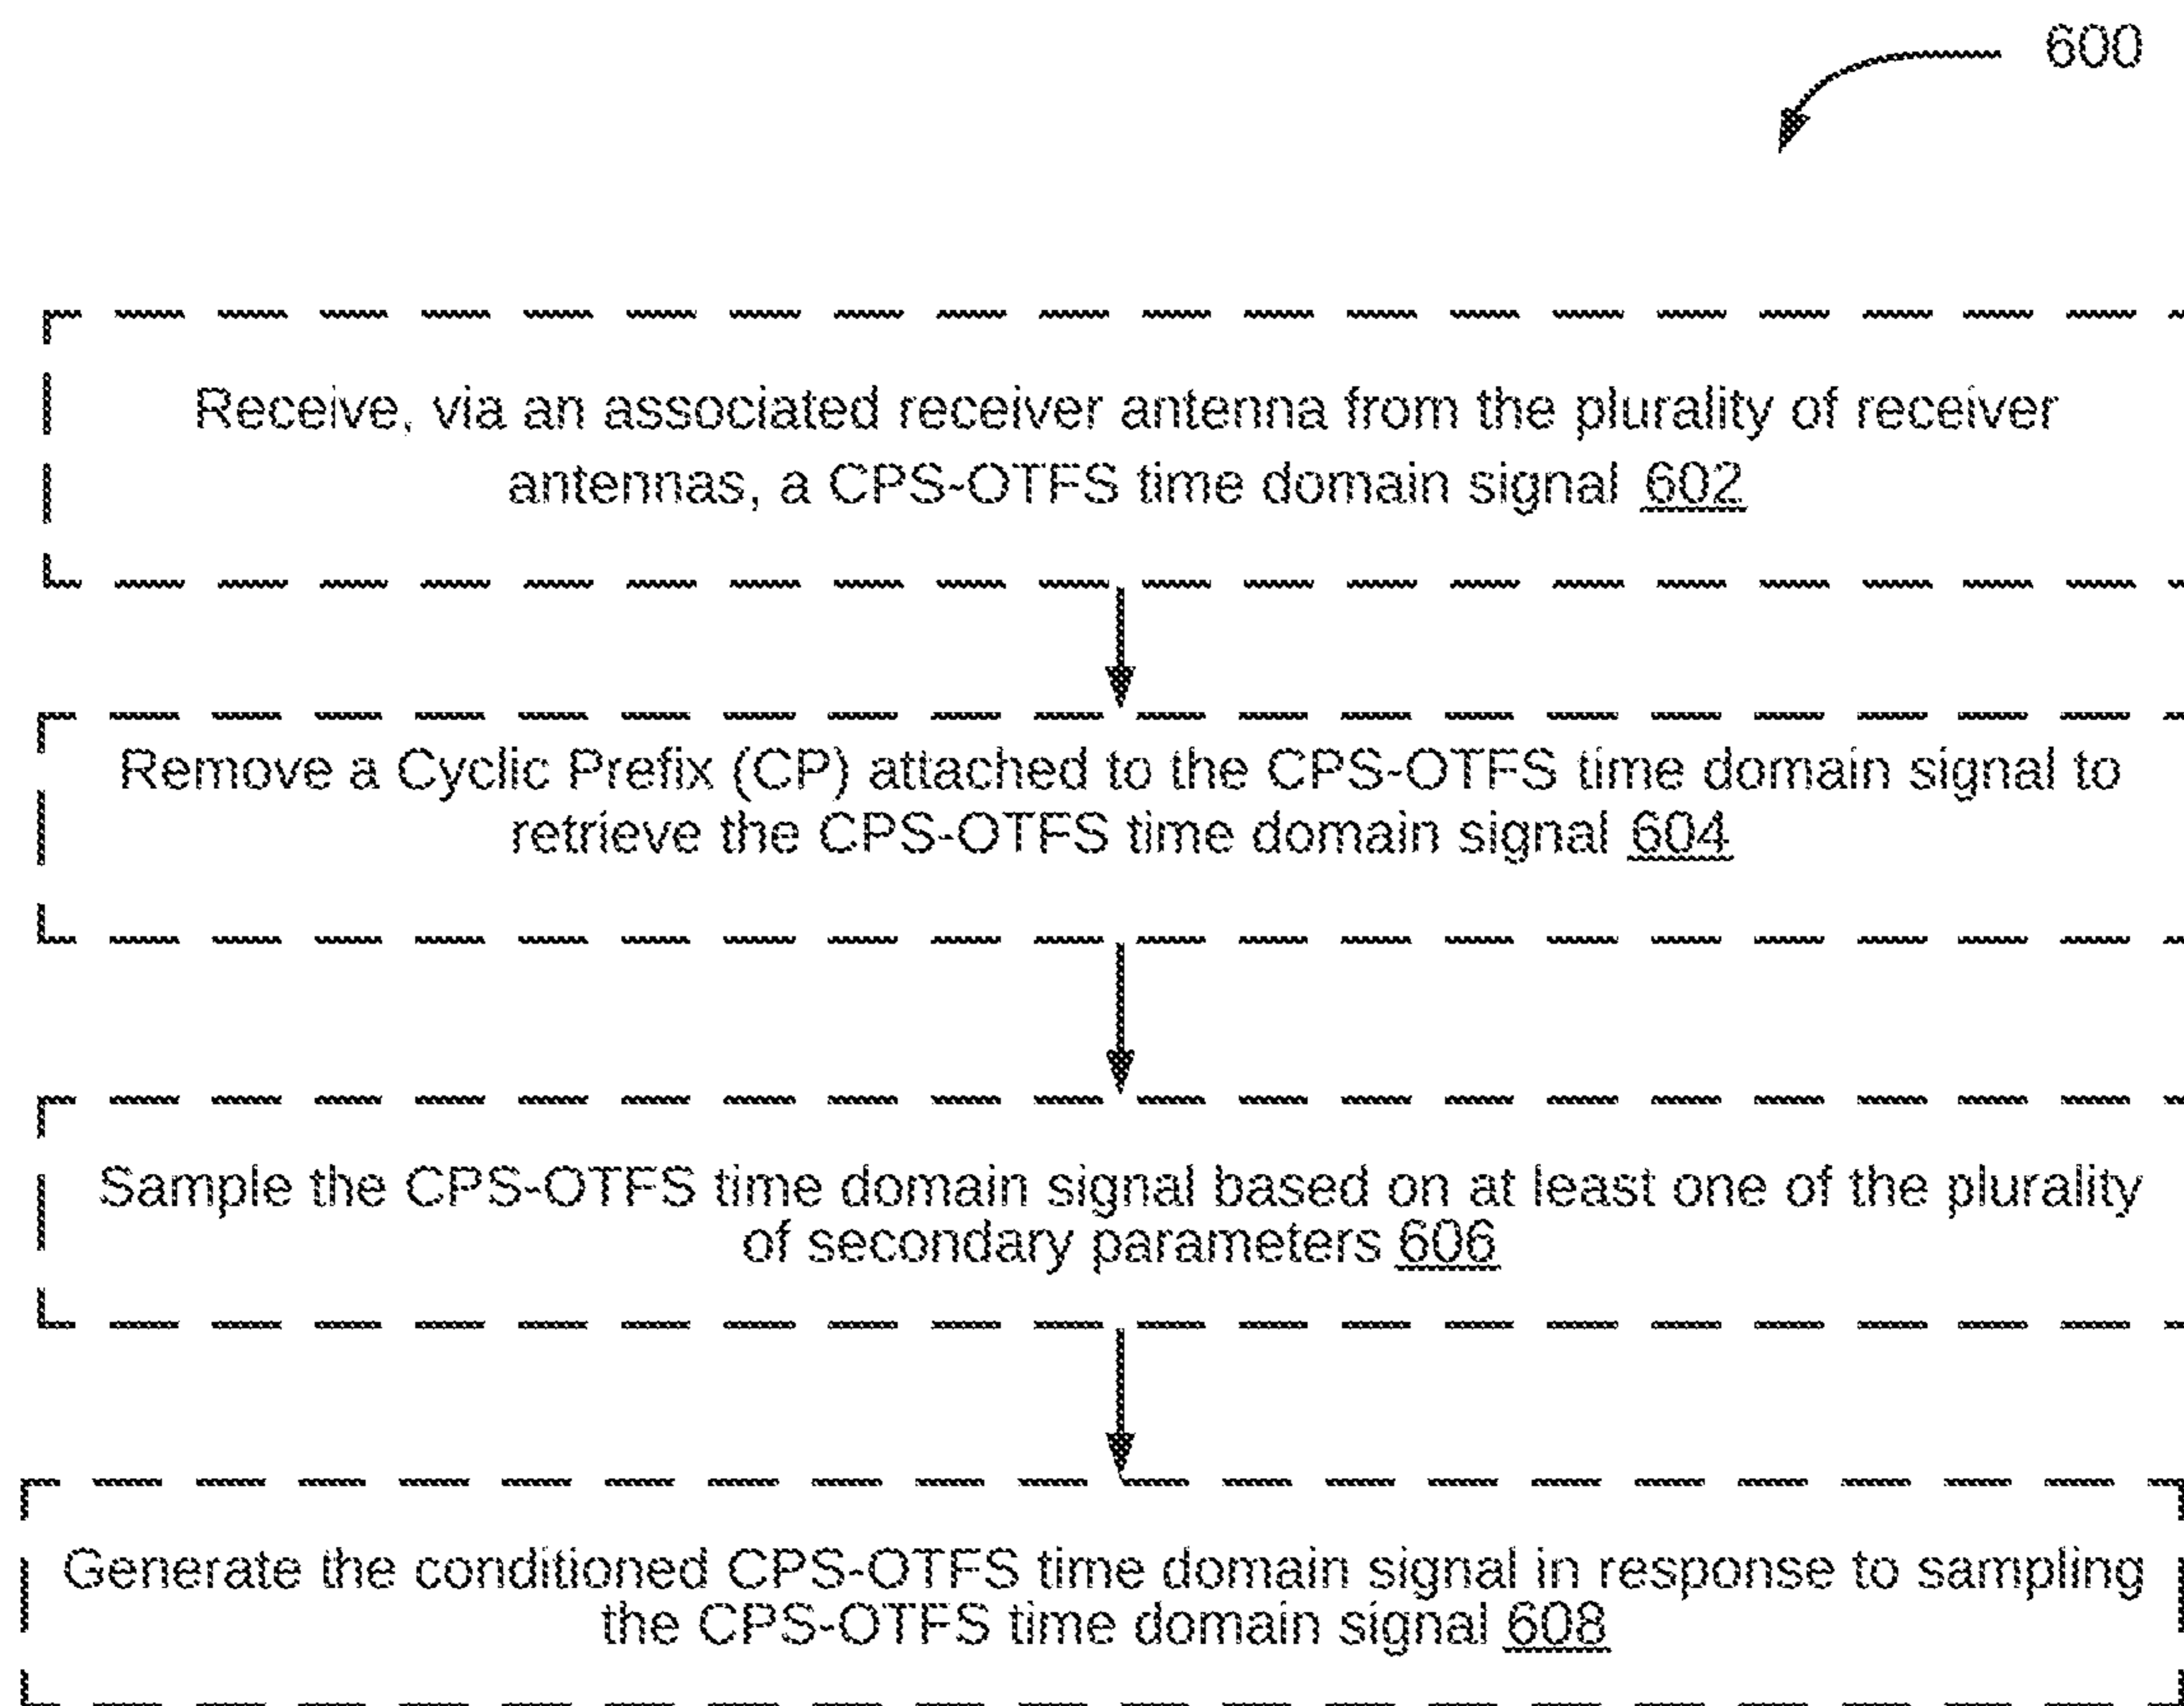 600
Receive, via an associated receiver antenna from the plurality of receiver
antennas, a CPS-OTFS time domain signal 602
Remove a Cyclic Prefix (CP) attached to the CPS-OTFS time domain signal to
retrieve the CPS-OTFS time domain signal 604
Sample the CPS-OTFS time domain signal based on at least one of the plurality
of secondary parameters 606
Generate the conditioned CPS-OTFS time domain signal in response to sampling
the CPS-OTFS time domain signal 608